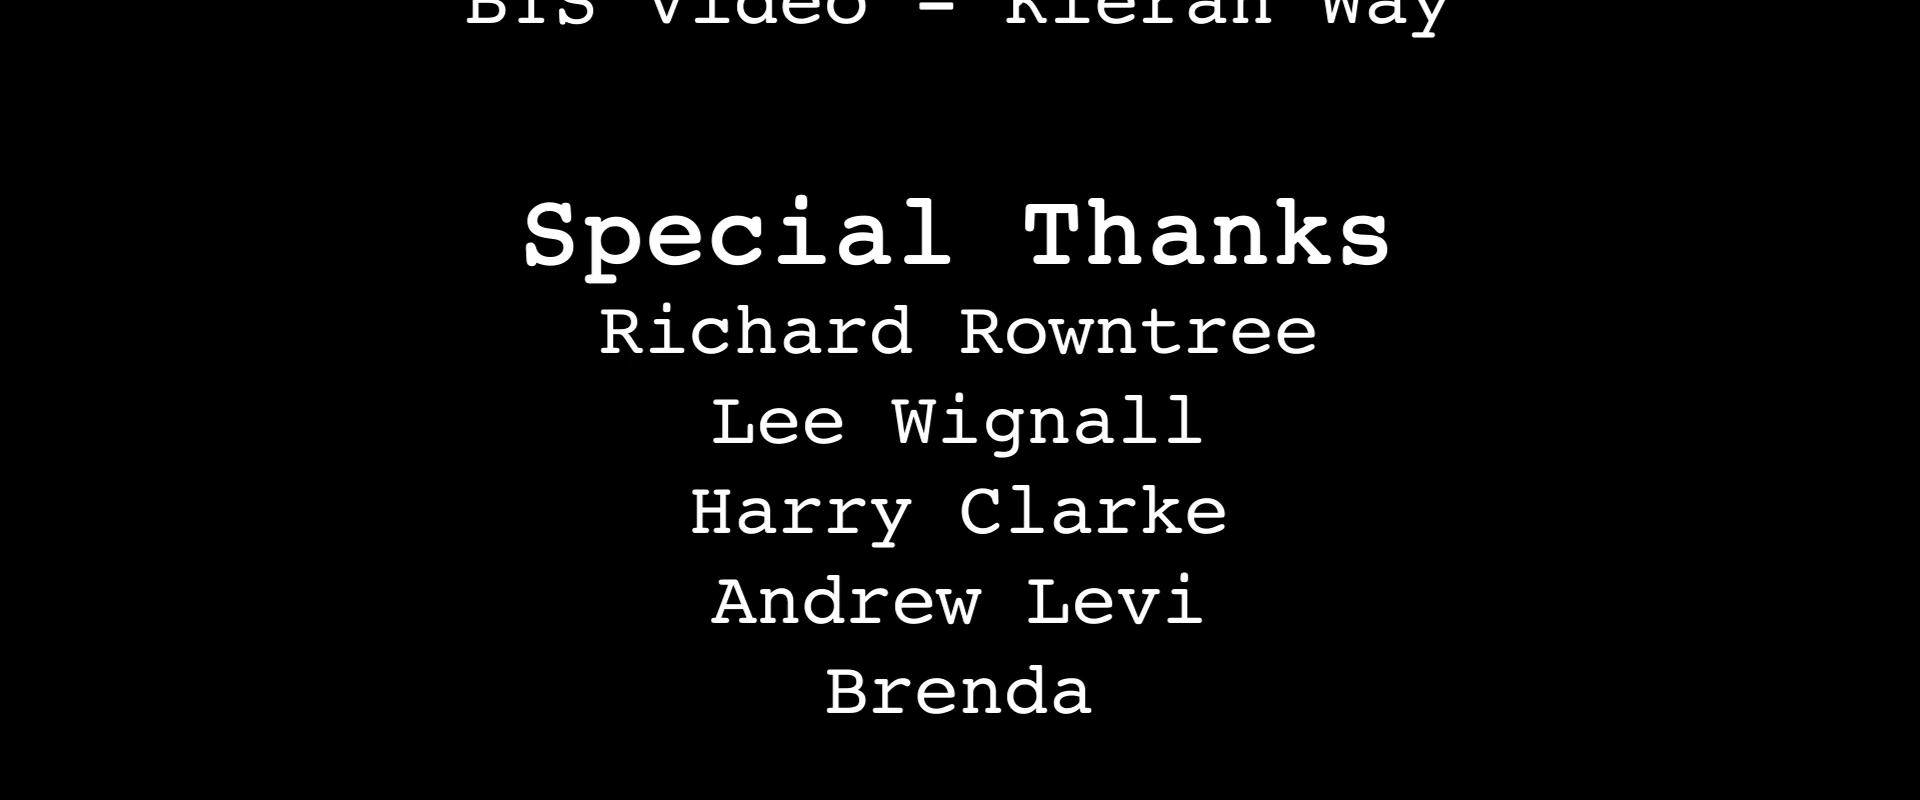 BTS Video - Kieran Way
Special Thanks
Richard Rowntree
Lee Wignall
Harry Clarke
Andrew Levi
Brenda